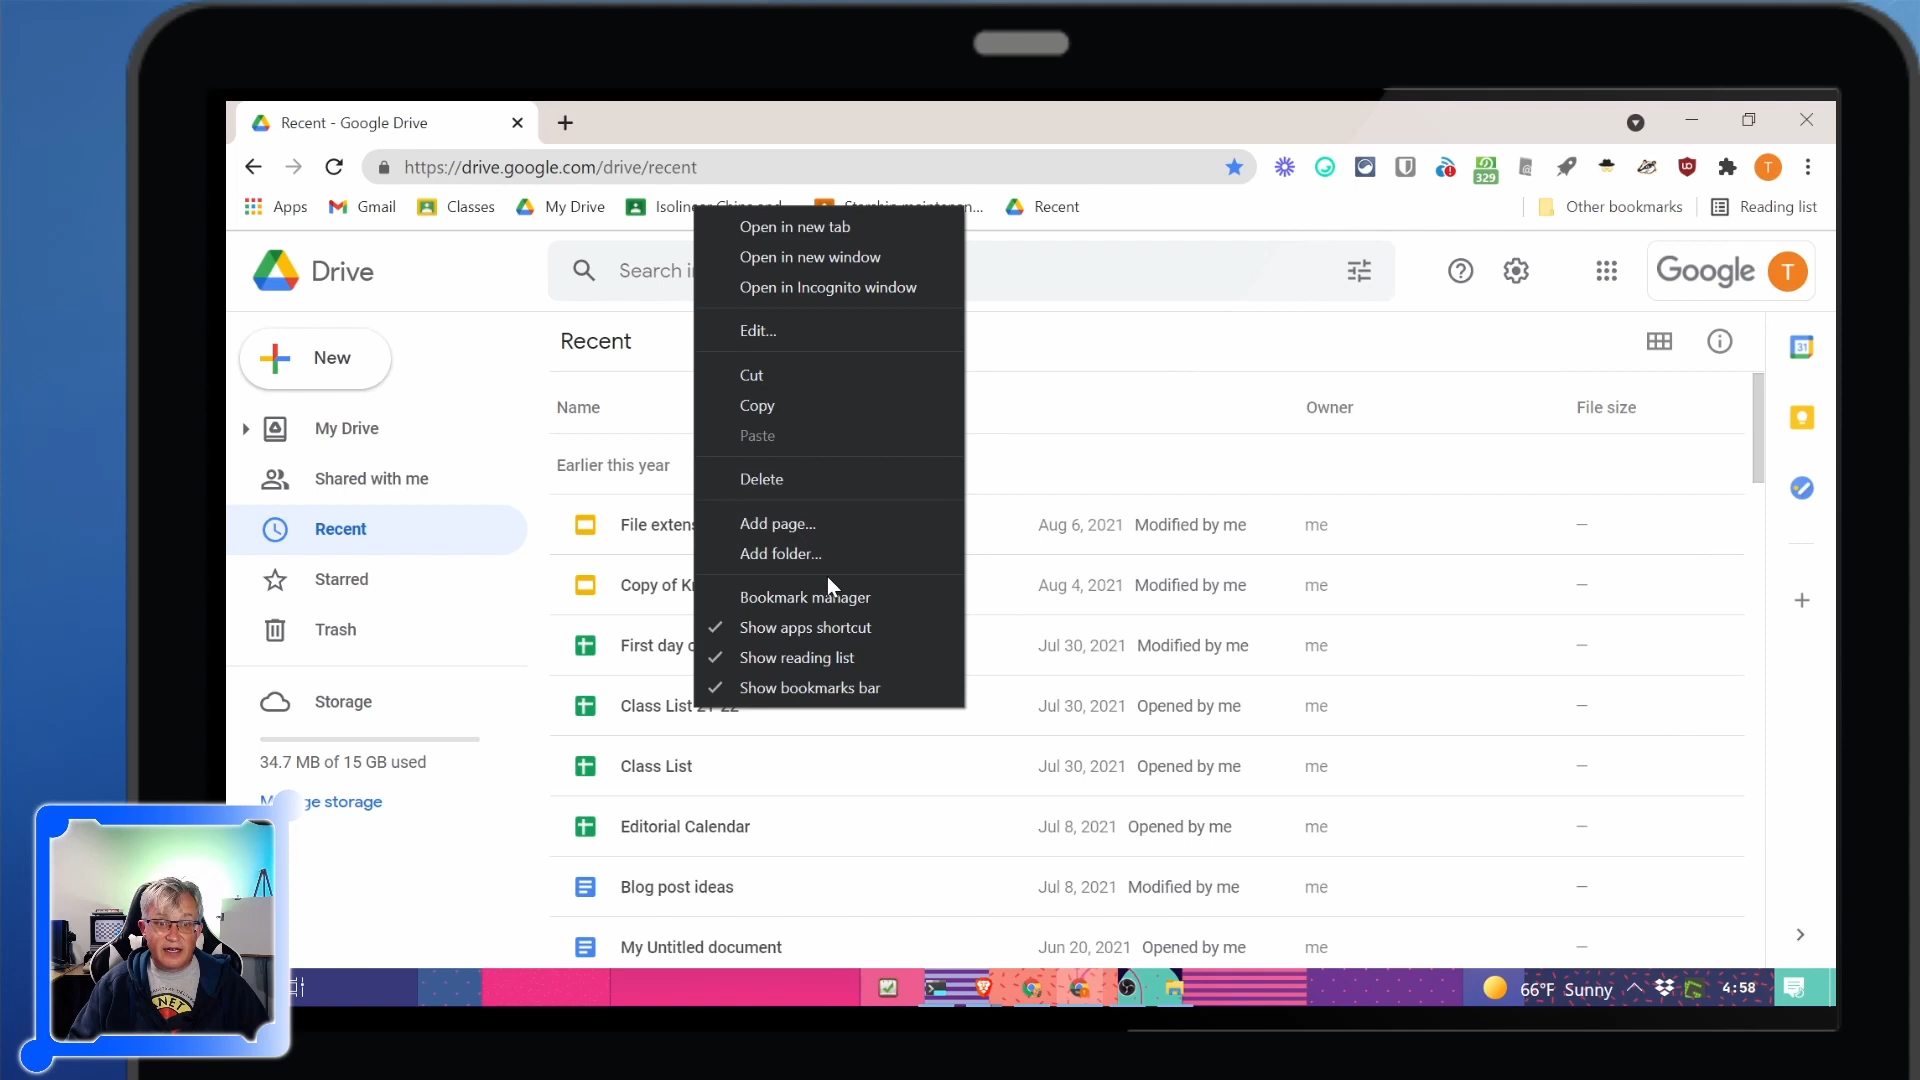 Recent - Google Drive
https://drive.google.com/drive/recent
329
T
Apps
Gmail
Classes
My Drive
Recent
Other bookmarks
Reading list
Drive
Search
Google
T
Open in new tab
Open in new window
Open in Incognito window
Edit...
Cut
Copy
Paste
Delete
Add page...
Add folder...
Bookmark manager
Show apps shortcut
Show reading list
Show bookmarks bar
New
My Drive
Shared with me
Recent
Starred
Trash
Storage
34.7 MB of 15 GB used
storage
Recent
31
Name Owner File size
Earlier this year
File Aug 6, 2021 Modified by me me —
Copy of Aug 4, 2021 Modified by me me —
First day Jul 30, 2021 Modified by me me —
Class List Jul 30, 2021 Opened by me me —
Class List Jul 30, 2021 Opened by me me —
Editorial Calendar Jul 8, 2021 Opened by me me —
Blog post ideas Jul 8, 2021 Modified by me me —
My Untitled document Jun 20, 2021 Opened by me me —
66°F Sunny
4:58